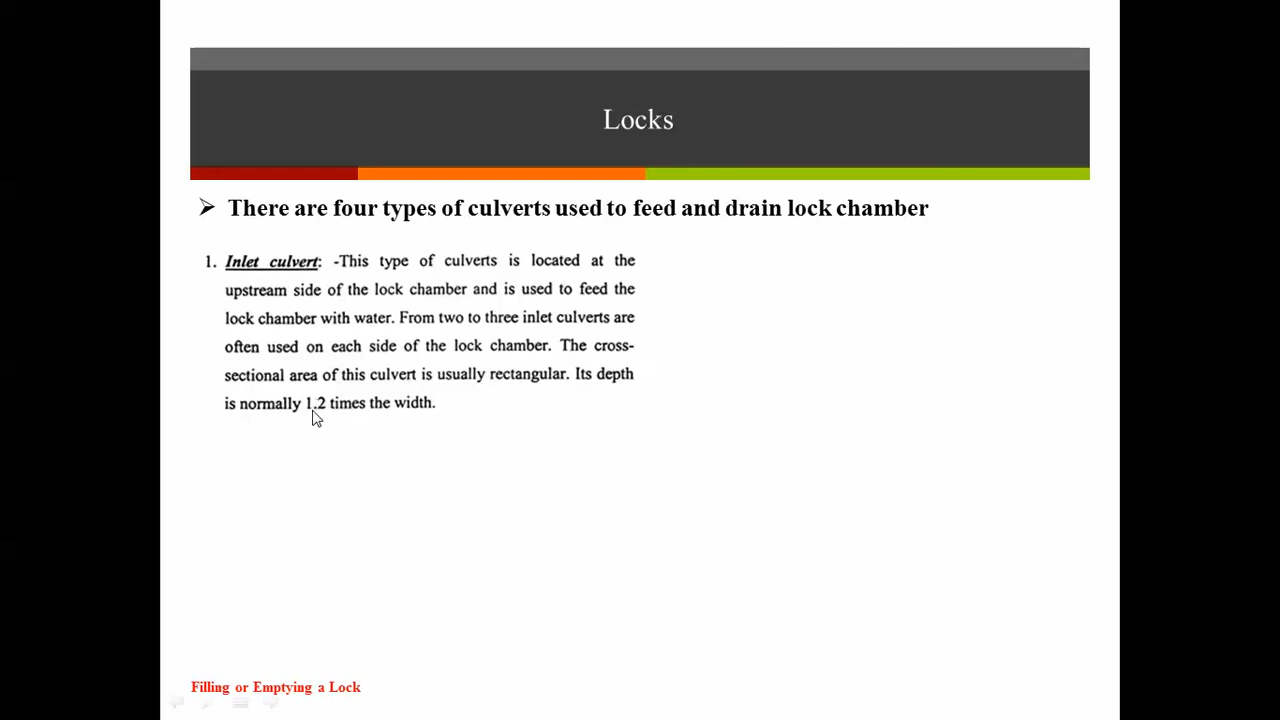 Locks
There are four types of culverts used to feed and drain lock chamber
1. Inlet culvert: -This type of culverts is located at the
upstream side of the lock chamber and is used to feed the
lock chamber with water. From two to three inlet culverts are
often used on each side of the lock chamber. The cross-
sectional area of this culvert is usually rectangular. Its depth
is normally 1.2 times the width.
Filling or Emptying a Lock